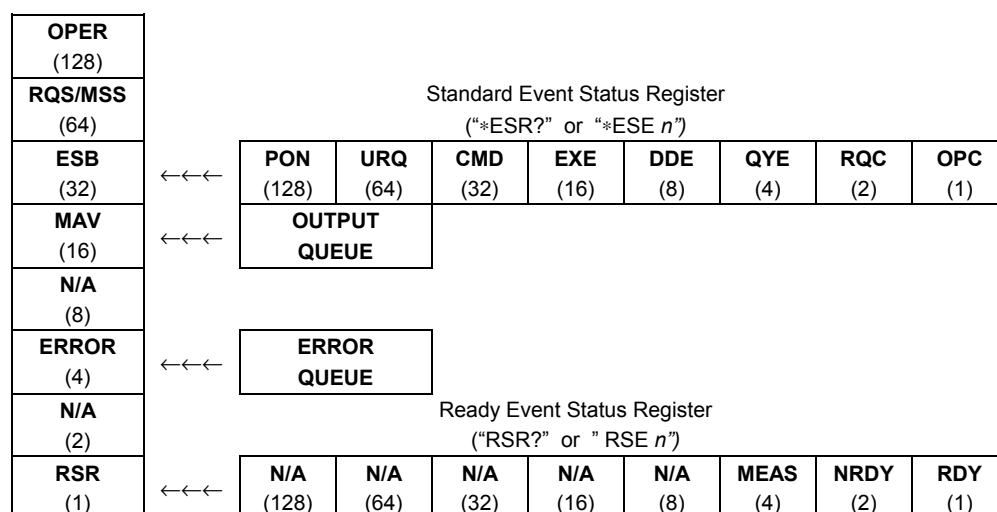 OPER
(128)
RQS/MSS
(64)
Standard Event Status Register
(“∗ESR?” or “∗ESE n”)
ESB
(32)
←←←
PON URQ CMD EXE DDE QYE RQC OPC
(128) (64) (32) (16) (8) (4) (2) (1)
MAV
(16)
←←←
OUTPUT
QUEUE
N/A
(8)
ERROR
(4)
←←←
ERROR
QUEUE
N/A
(2)
Ready Event Status Register
(“RSR?” or ” RSE n”)
RSR
(1)
←←←
N/A N/A N/A N/A N/A MEAS NRDY RDY
(128) (64) (32) (16) (8) (4) (2) (1)